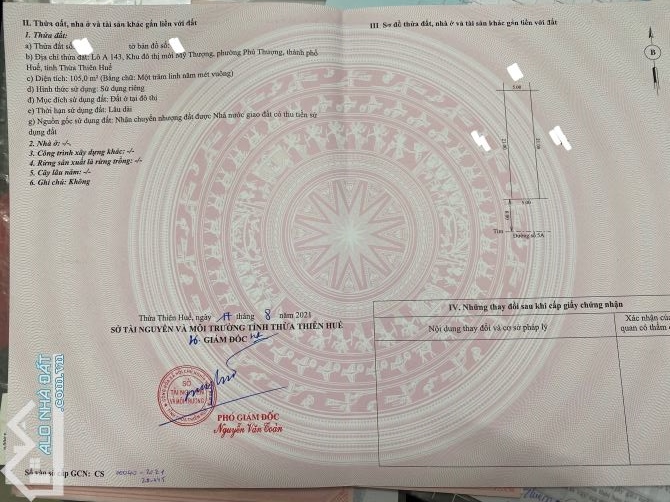 II. Thửa đất, nhà ở và tài sản khác gắn liền với đất
1. Thửa đất:
a) Thửa đất số: tờ bản đồ số:
b) Địa chỉ thửa đất: Lô A 143, Khu đô thị mới Mỹ Thượng, phường Phú Thượng, thành phố
Huế, tỉnh Thừa Thiên Huế
c) Diện tích: 105,0 m² (Bằng chữ: Một trăm linh năm mét vuông)
d) Hình thức sử dụng: Sử dụng riêng
đ) Mục đích sử dụng đất: Đất ở tại đô thị
e) Thời hạn sử dụng đất: Lâu dài
g) Nguồn gốc sử dụng đất: Nhận chuyển nhượng đất được Nhà nước giao đất có thu tiền sử
dụng đất
2. Nhà ở: -/-
3. Công trình xây dựng khác: -/-
4. Rừng sản xuất là rừng trồng: -/-
5. Cây lâu năm: -/-
6. Ghi chú: Không
Thừa Thiên Huế, ngày 17 tháng 8 năm 2021
SỞ TÀI NGUYÊN VÀ MÔI TRƯỜNG TỈNH THỪA THIÊN HUẾ
GIÁM ĐỐC
SỞ
TÀI NGUYÊN
VÀ MÔI TRƯỜNG
PHÓ GIÁM ĐỐC
Nguyễn Văn Toàn
Số vào sổ cấp GCN: CS
III. Sơ đồ thửa đất, nhà ở và tài sản khác gắn liền với đất
B
5.00
21.00
21.00
5.00
Tim
Đường số 5A
IV. Những thay đổi sau khi cấp giấy chứng nhận
Nội dung thay đổi và cơ sở pháp lý
Xác nhận của
quan có thẩm
ALO NHÀ ĐẤT
.com.vn